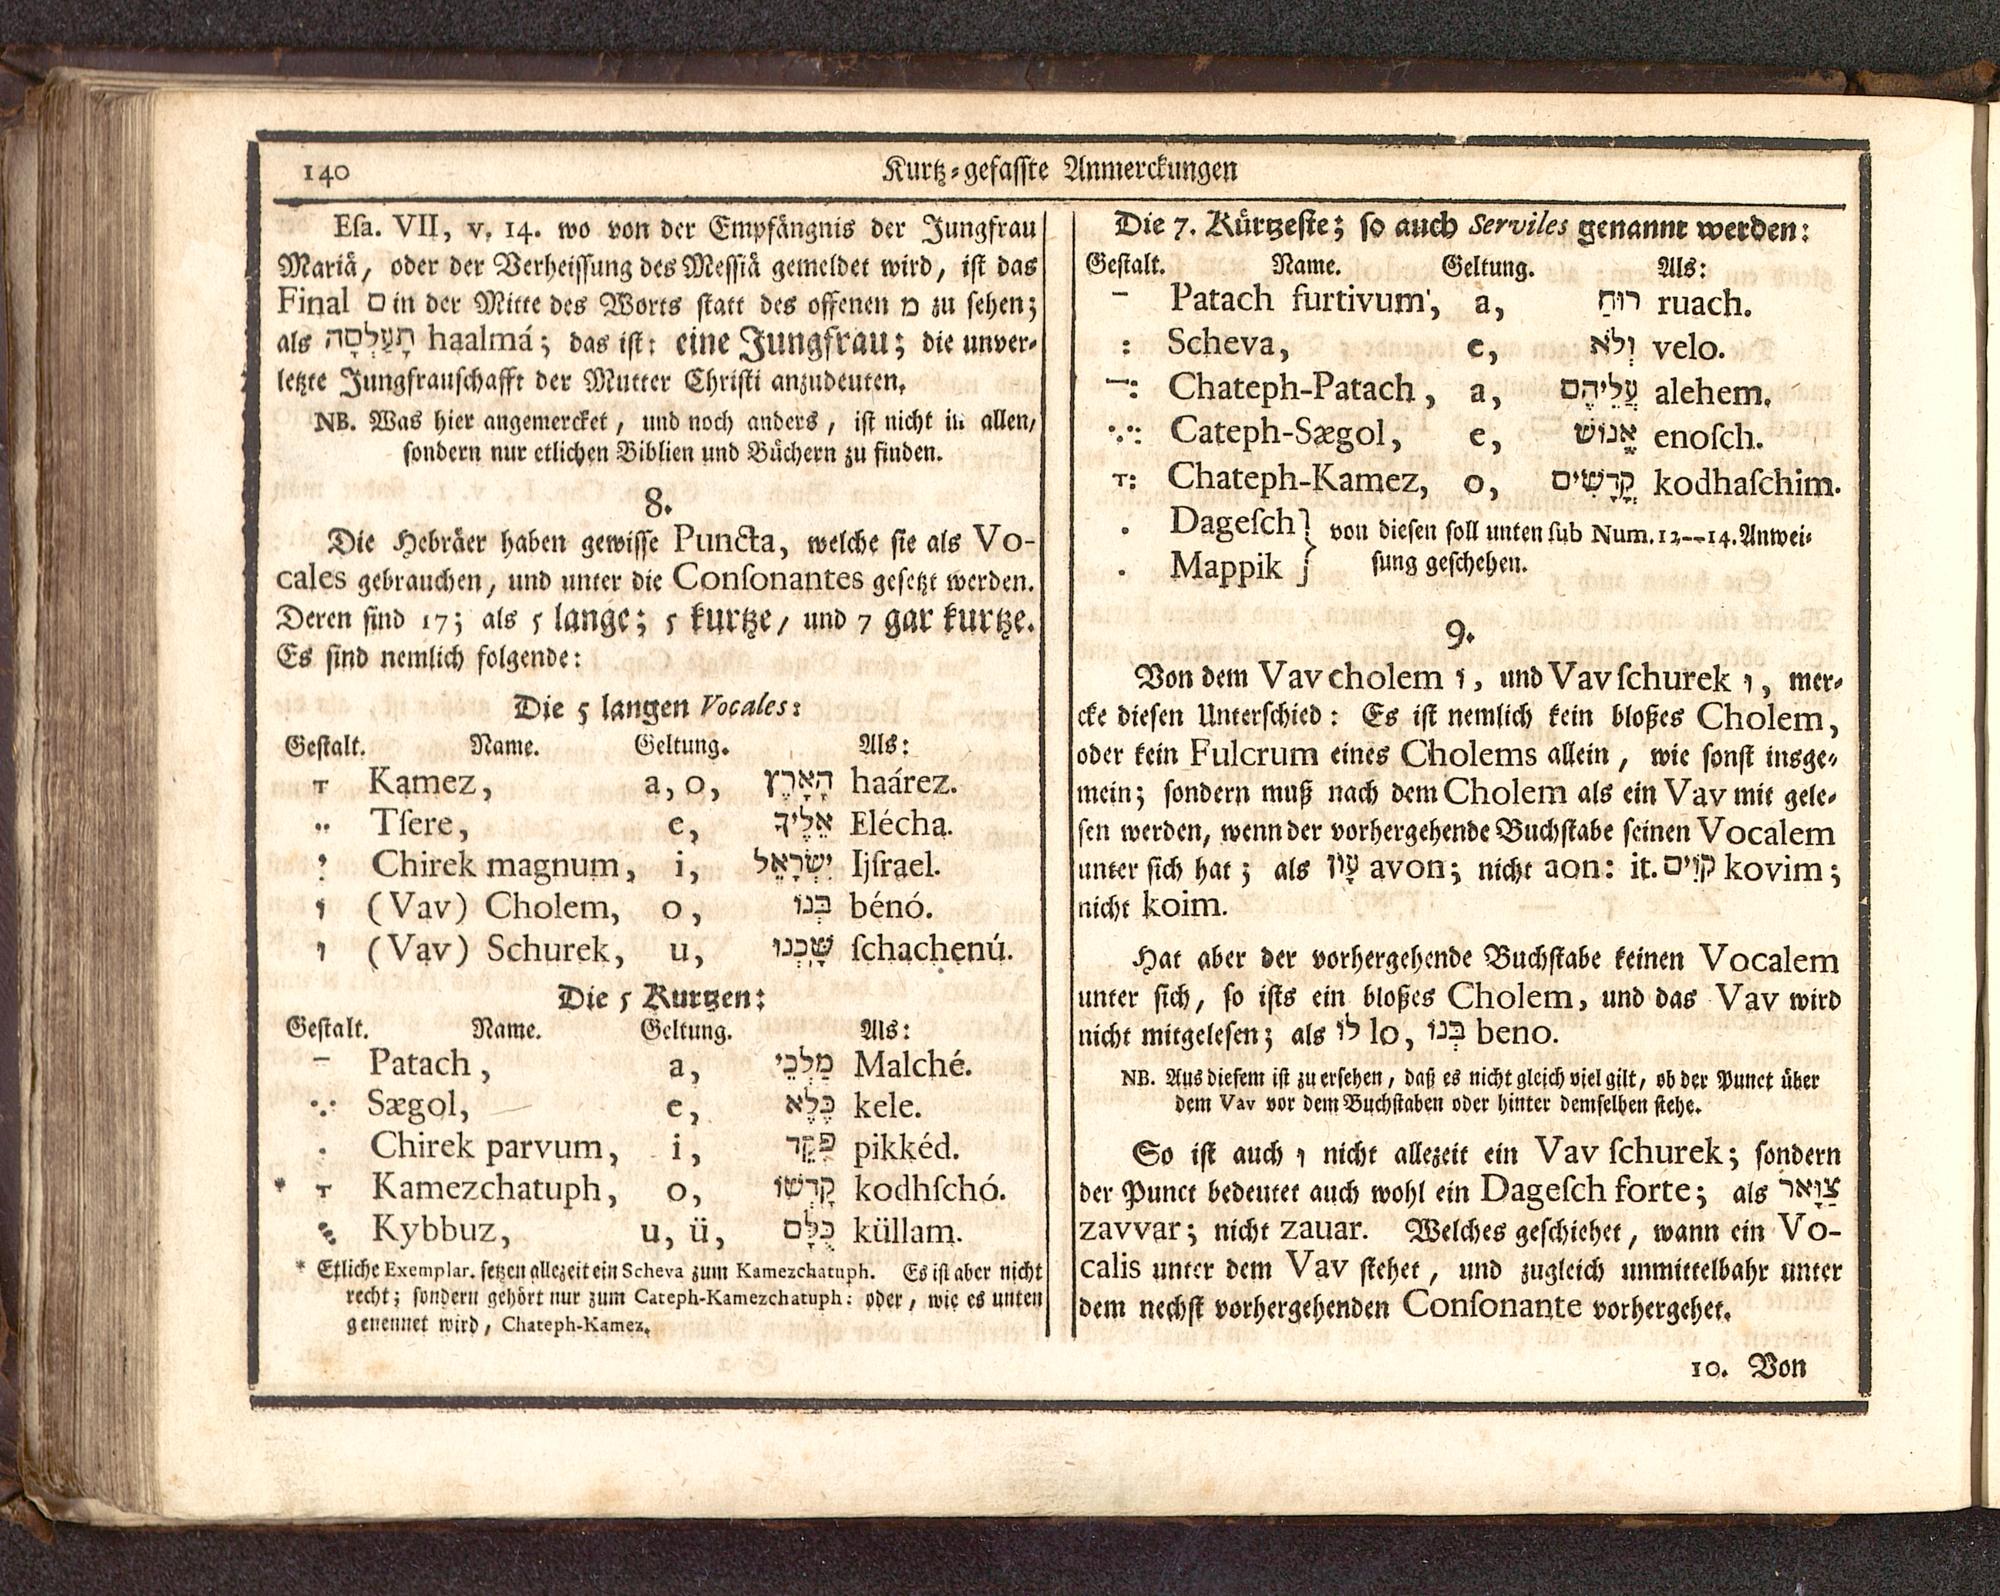 140
Kurtz-gefasste Anmerckungen
Esa. VII, v. 14. wo von der Empfängnis der Jungfrau
Mariä, oder der Verheissung des Messiä gemeldet wird, ist das
Final ם in der Mitte des Worts statt des offenen מ zu sehen;
als haalmá; das ist: eine Jungfrau; die unver-
letzte Jungfrauschafft der Mutter Christi anzudeuten.
NB. Was hier angemercket, und noch anders, ist nicht in allen,
sondern nur etlichen Biblien und Büchern zu finden.
8.
Die Hebräer haben gewisse Puncta, welche sie als Vo-
cales gebrauchen, und unter die Conſonantes gesetzt werden.
Deren sind 17; als 5 lange; 5 kurtze, und 7 gar kurtze.
Es sind nemlich folgende:
Die 5 langen Vocales:
Gestalt. Name. Geltung. Als:
ָ Kamez, a, o, הָאָרֶץ haárez.
ֵ Tſere, e, אֵלֶיךָ Elécha.
Chirek magnum, i, יִשְׂרָאֵל Ijſrael.
וֹ (Vav) Cholem, o, בְּנוֹ bénó.
וּ (Vav) Schurek, u, שָׁכְנוּ ſchachenú.
Die 5 Kurtzen:
Gestalt. Name. Geltung. Als:
ַ Patach, a, מַלְכֵי Malché.
ֶ Sægol, e, כֶּלֶא kele.
ִ Chirek parvum, i, פִּקֵּד pikkéd.
* ָ Kamezchatuph, o, קָדְשׁוֹ kodhſchó.
ֻ Kybbuz, u, ü, כֻּלָּם küllam.
* Etliche Exemplar. setzen allezeit ein Scheva zum Kamezchatuph. Es ist aber nicht
recht; sondern gehört nur zum Cateph-Kamezchatuph: oder, wie es unten
genennet wird, Chateph-Kamez.
Die 7. Kürtzeste; so auch Serviles genannt werden:
Gestalt. Name. Geltung. Als:
ַ Patach furtivum, a, רוּחַ ruach.
ְ Scheva, e, וְלֹא velo.
ֲ Chateph-Patach, a, עֲלֵיהֶם alehem.
ֱ Cateph-Sægol, e, אֱנוֹשׁ enoſch.
ֳ Chateph-Kamez, o, קֳדָשִׁים kodhaſchim.
. Dageſch } von diesen soll unten ſub Num. 12--14. Anwei-
. Mappik } sung geschehen.
9.
Von dem Vav cholem וֹ, und Vav ſchurek וּ, mer-
cke diesen Unterschied: Es ist nemlich kein bloßes Cholem,
oder kein Fulcrum eines Cholems allein, wie sonst insge-
mein; sondern muß nach dem Cholem als ein Vav mit gele-
sen werden, wenn der vorhergehende Buchstabe seinen Vocalem
unter sich hat; als עָוֹן avon; nicht aon: it. קֹוִים kovim;
nicht koim.
Hat aber der vorhergehende Buchstabe keinen Vocalem
unter sich, so ists ein bloßes Cholem, und das Vav wird
nicht mitgelesen; als לוֹ lo, בְּנוֹ beno.
NB. Aus diesem ist zu ersehen, daß es nicht gleich viel gilt, ob der Punct über
dem Vav vor dem Buchstaben oder hinter demselben stehe.
So ist auch וּ nicht allezeit ein Vav ſchurek; sondern
der Punct bedeutet auch wohl ein Dageſch forte; als צַוָּאר
zavvar; nicht zauar. Welches geschiehet, wann ein Vo-
calis unter dem Vav stehet, und zugleich unmittelbahr unter
dem nechst vorhergehenden Conſonante vorhergehet.
10. Von